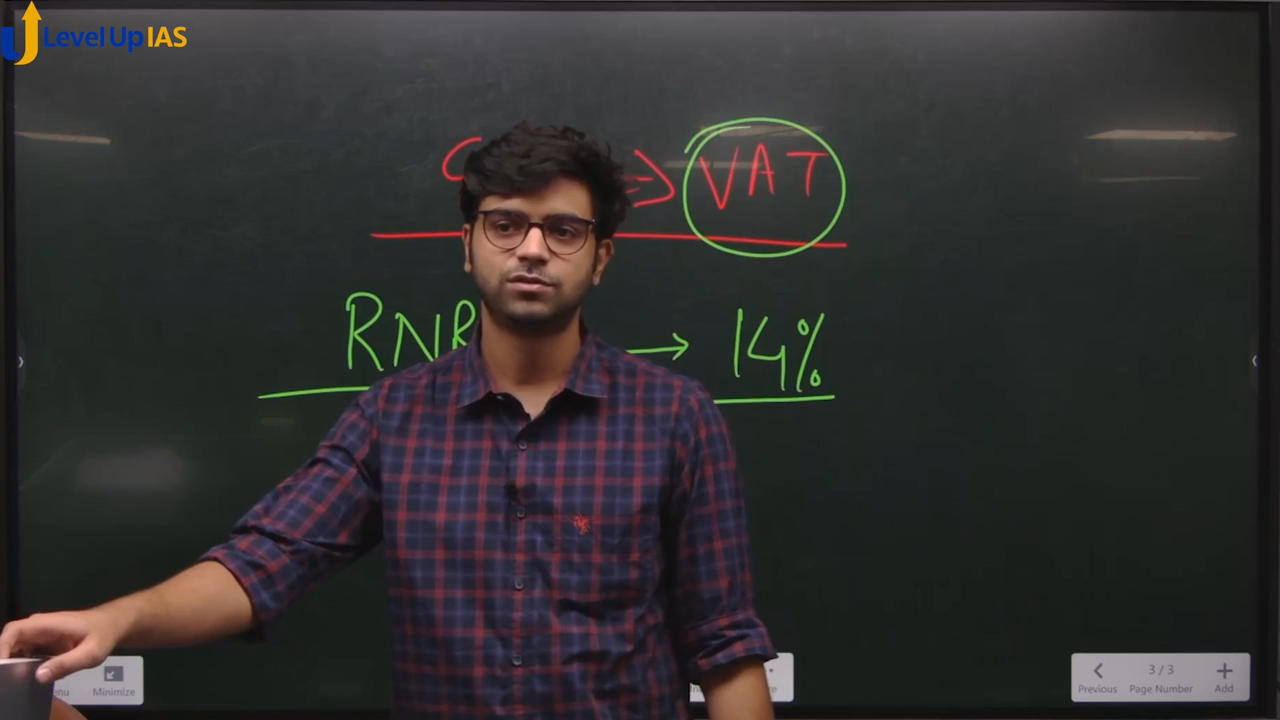 Level Up IAS
VAT
RNR → 14%
Minimize
3 / 3
Previous Page Number Add